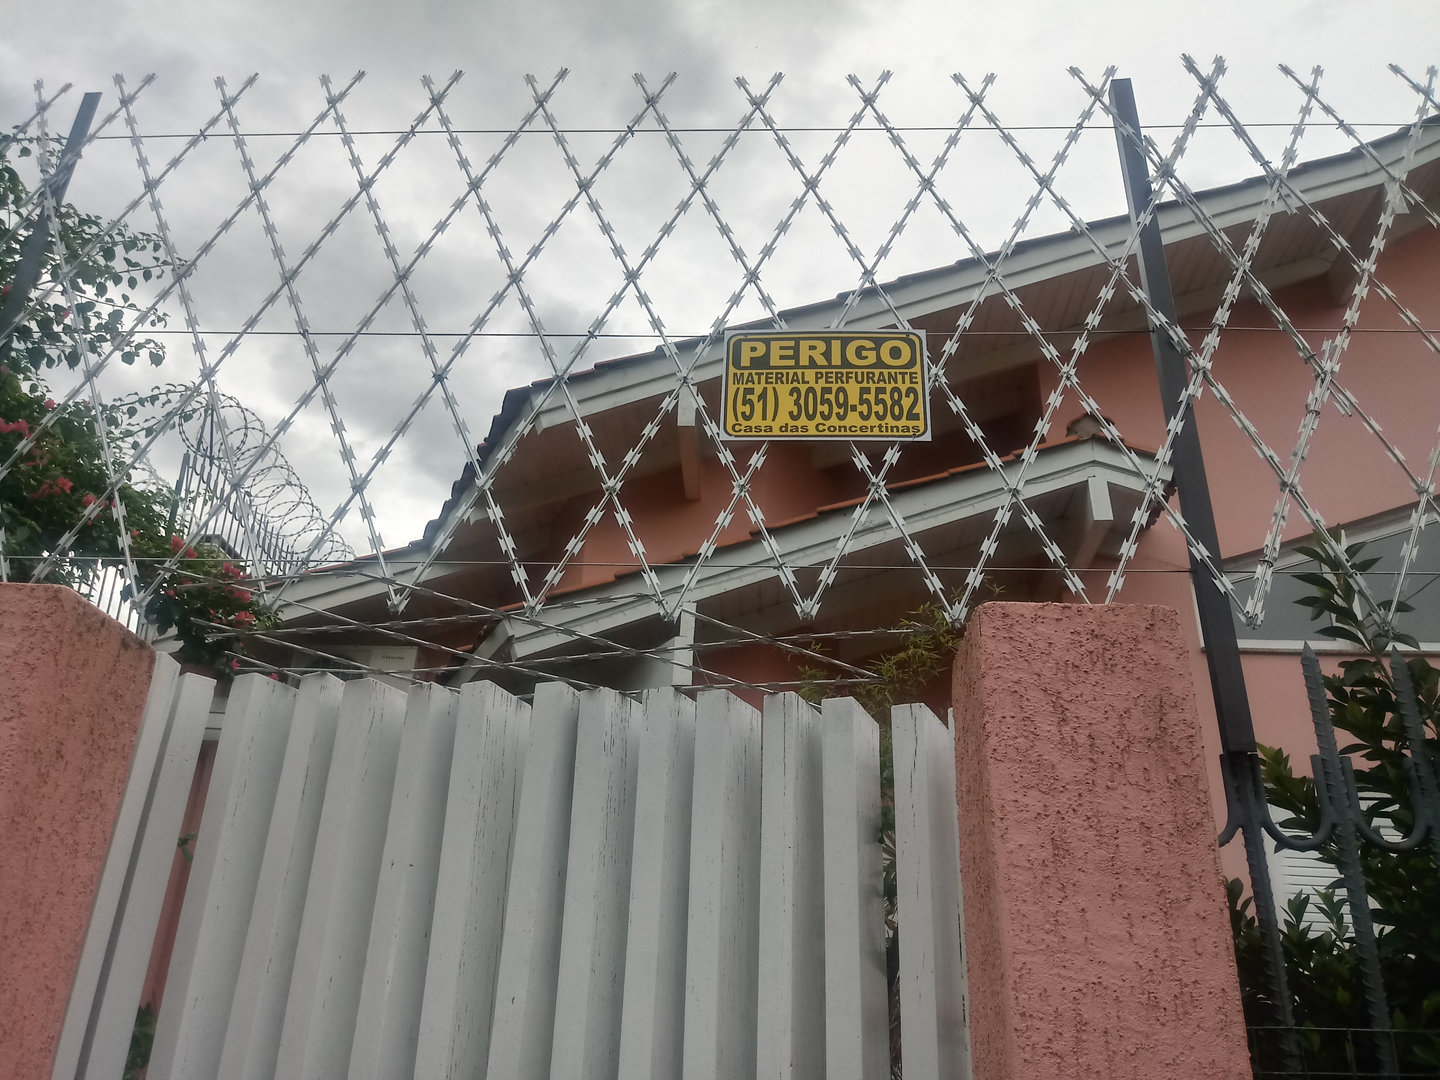 PERIGO
MATERIAL PERFURANTE
(51) 3059-5582
Casa das Concertinas